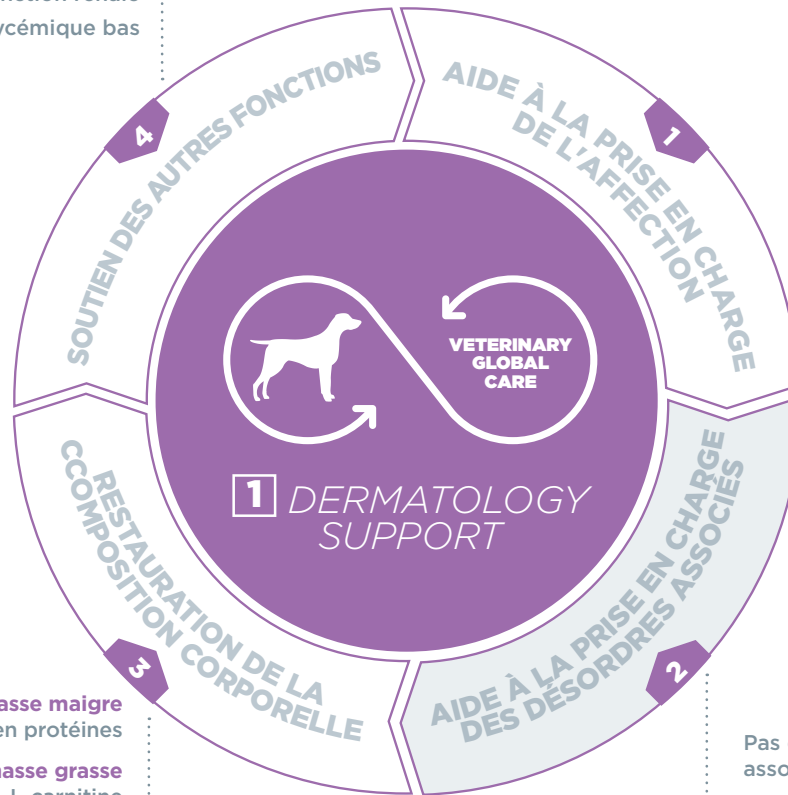 ycémique bas
4
SOUTIEN DES AUTRES FONCTIONS
1
AIDE À LA PRISE EN CHARGE
DE L'AFFECTION
VETERINARY
GLOBAL
CARE
1 DERMATOLOGY
SUPPORT
2
AIDE À LA PRISE EN CHARGE
DES DÉSORDRES ASSOCIÉS
3
RESTAURATION DE LA
CCOMPOSITION CORPORELLE
asse maigre
en protéines
asse grasse
Pas
asso